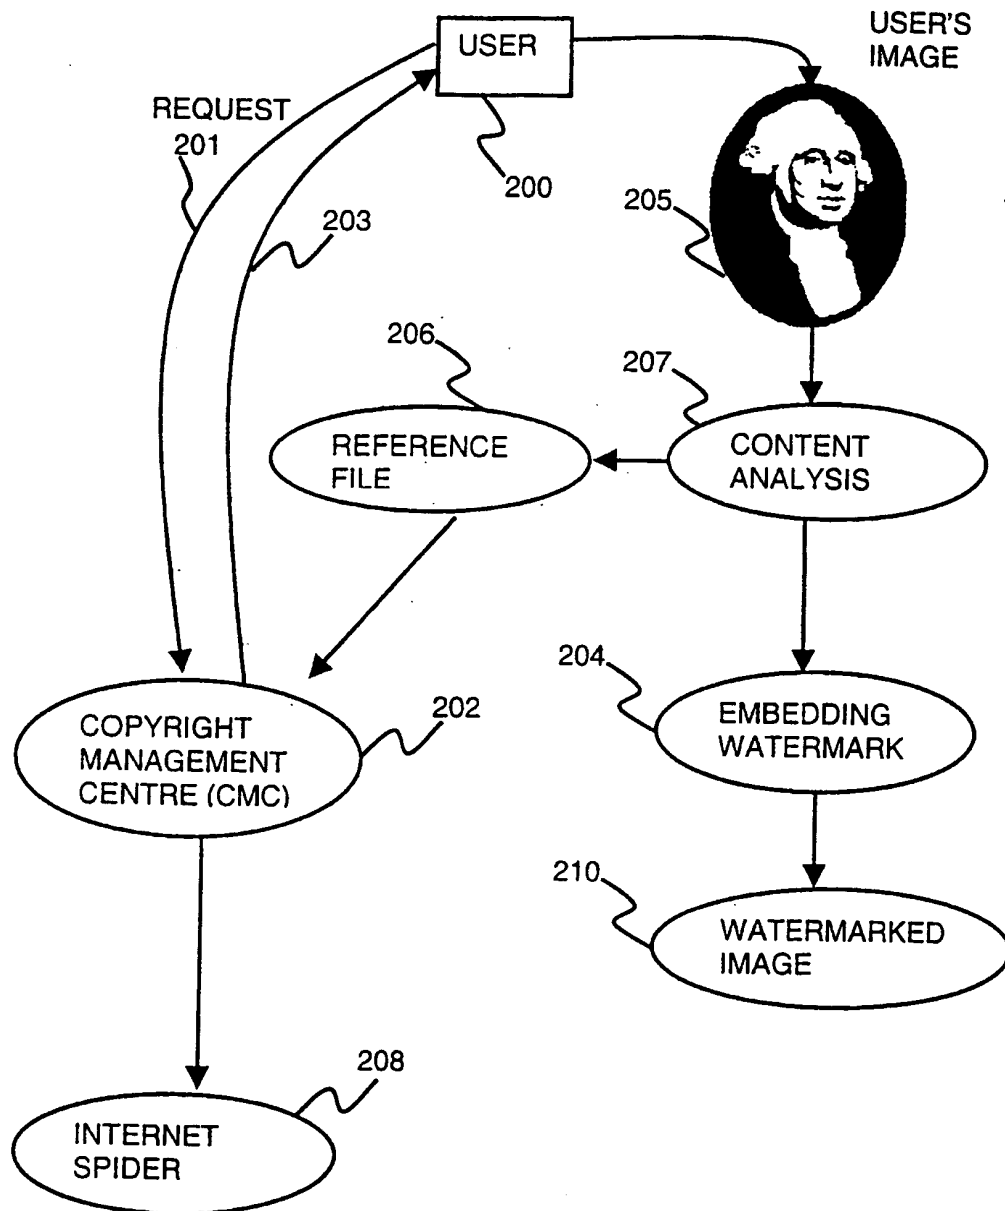 USER
USER'S
IMAGE
REQUEST
201
200
203
205
206
207
REFERENCE
FILE
CONTENT
ANALYSIS
204
202
COPYRIGHT
MANAGEMENT
CENTRE (CMC)
EMBEDDING
WATERMARK
210
WATERMARKED
IMAGE
208
INTERNET
SPIDER